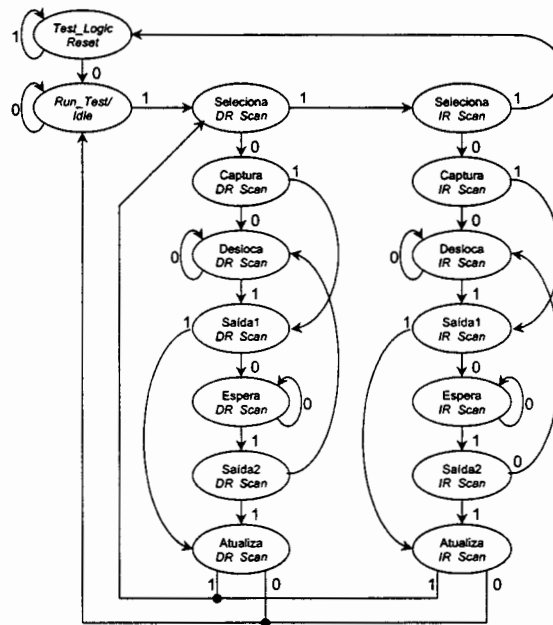 Test_Logic
Reset
1
0
Run_Test/
Idle
0
1
Seleciona
DR Scan
1
Seleciona
IR Scan
1
0
0
Captura
DR Scan
1
Captura
IR Scan
1
0
0
Desloca
DR Scan
0
Desloca
IR Scan
0
1
1
Saída1
DR Scan
1
Saída1
IR Scan
1
0
0
Espera
DR Scan
0
Espera
IR Scan
0
1
1
Saída2
DR Scan
Saída2
IR Scan
0
1
1
Atualiza
DR Scan
Atualiza
IR Scan
1
0
1
0